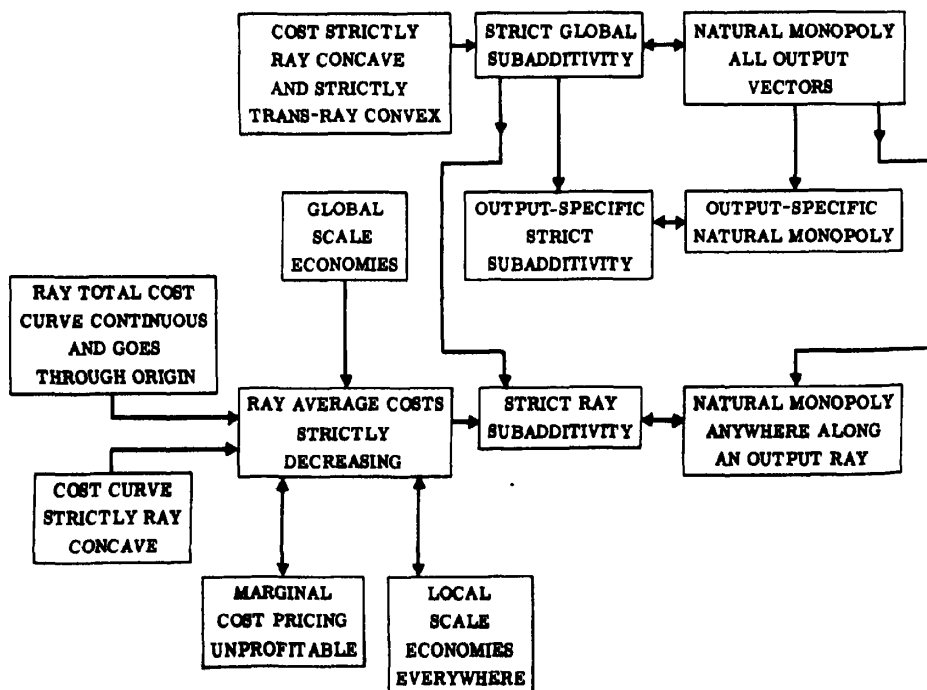 COST STRICTLY
RAY CONCAVE
AND STRICTLY
TRANS-RAY CONVEX
STRICT GLOBAL
SUBADDITIVITY
NATURAL MONOPOLY
ALL OUTPUT
VECTORS
GLOBAL
SCALE
ECONOMIES
OUTPUT-SPECIFIC
STRICT
SUBADDITIVITY
OUTPUT-SPECIFIC
NATURAL MONOPOLY
RAY TOTAL COST
CURVE CONTINUOUS
AND GOES
THROUGH ORIGIN
RAY AVERAGE COSTS
STRICTLY
DECREASING
STRICT RAY
SUBADDITIVITY
NATURAL MONOPOLY
ANYWHERE ALONG
AN OUTPUT RAY
COST CURVE
STRICTLY RAY
CONCAVE
MARGINAL
COST PRICING
UNPROFITABLE
LOCAL
SCALE
ECONOMIES
EVERYWHERE